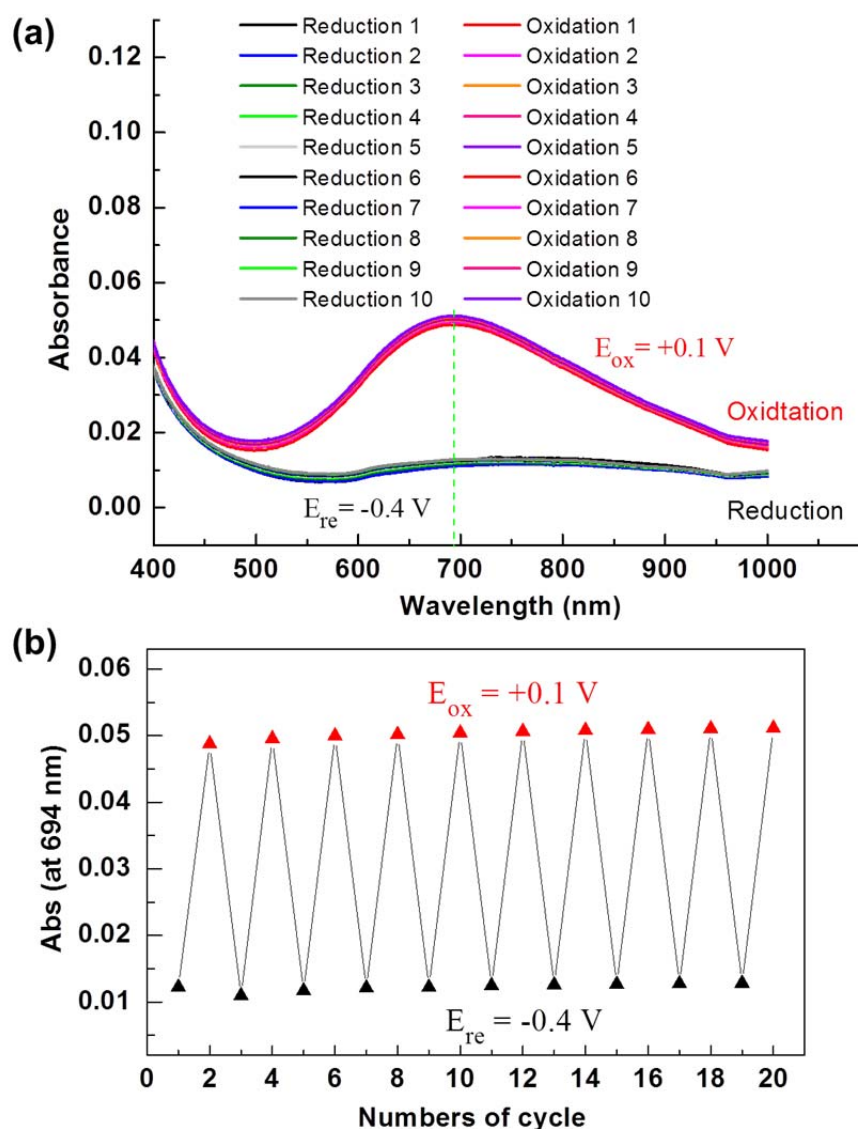 (a)
Reduction 1 Oxidation 1
Reduction 2 Oxidation 2
Reduction 3 Oxidation 3
Reduction 4 Oxidation 4
Reduction 5 Oxidation 5
Reduction 6 Oxidation 6
Reduction 7 Oxidation 7
Reduction 8 Oxidation 8
Reduction 9 Oxidation 9
Reduction 10 Oxidation 10
0.12
0.10
0.08
0.06
0.04
0.02
0.00
Absorbance
Eox= +0.1 V
Oxidtation
Ere= -0.4 V
Reduction
400 500 600 700 800 900 1000
Wavelength (nm)
(b)
0.06
0.05
0.04
0.03
0.02
0.01
Abs (at 694 nm)
Eox = +0.1 V
Ere = -0.4 V
0 2 4 6 8 10 12 14 16 18 20
Numbers of cycle